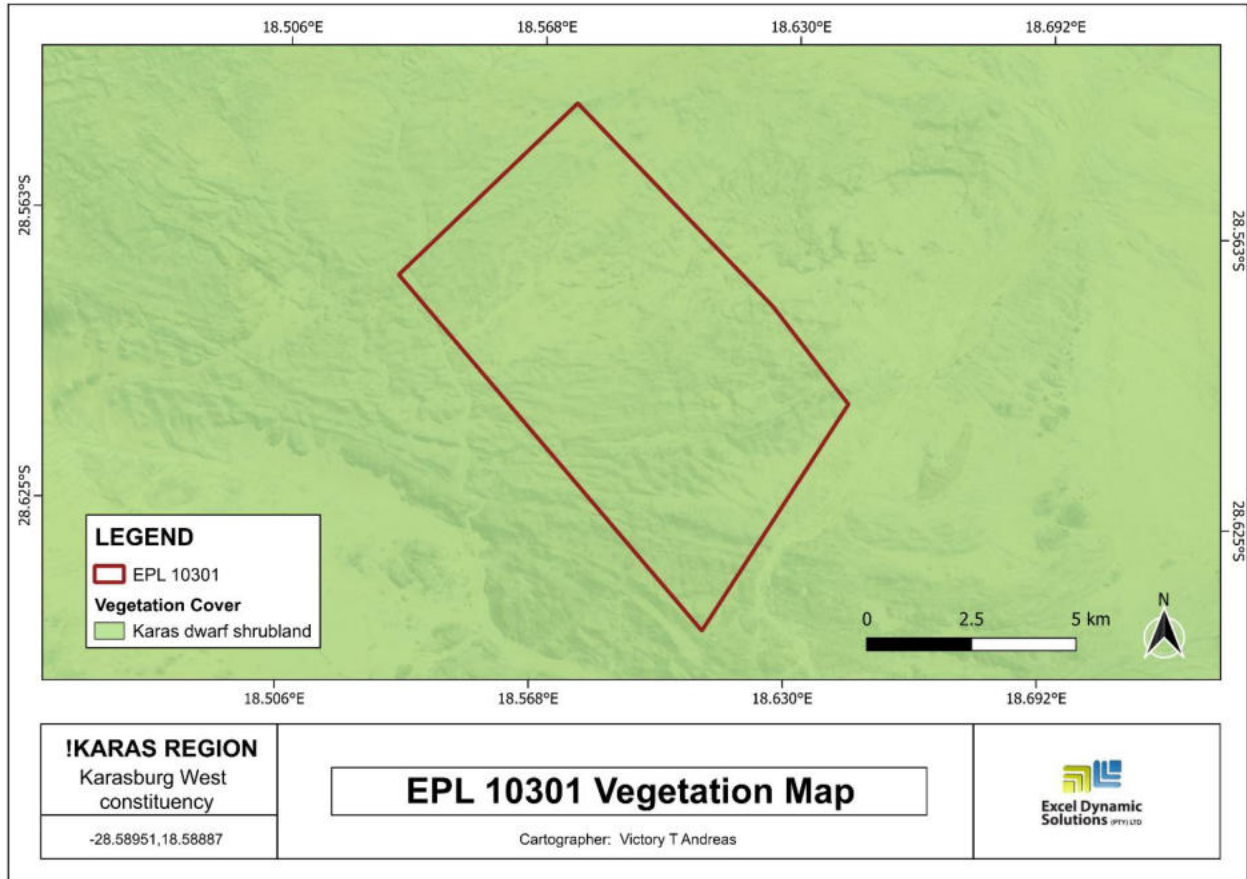 18.506°E 18.568°E 18.630°E 18.692°E
28.563°S
28.563°S
28.625°S
28.625°S
LEGEND
EPL 10301
Vegetation Cover
Karas dwarf shrubland
0 2.5 5 km
N
18.506°E 18.568°E 18.630°E 18.692°E
!KARAS REGION
Karasburg West
constituency
-28.58951,18.58887
EPL 10301 Vegetation Map
Cartographer: Victory T Andreas
Excel Dynamic
Solutions (PTY) LTD